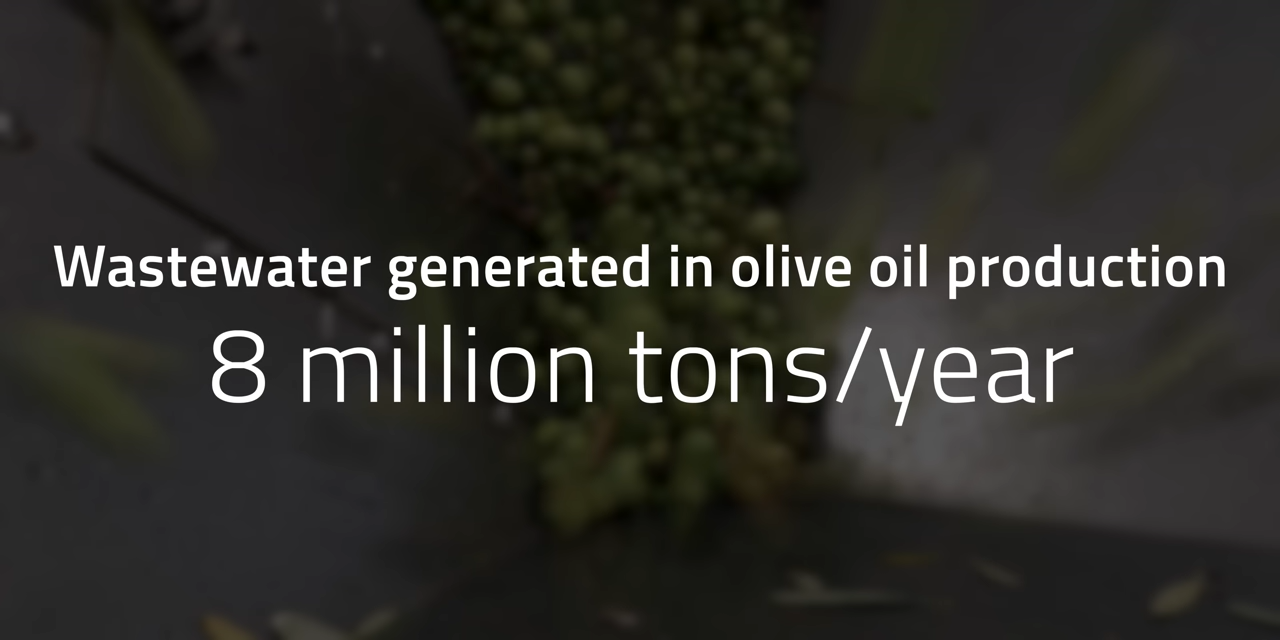 Wastewater generated in olive oil production
8 million tons/year